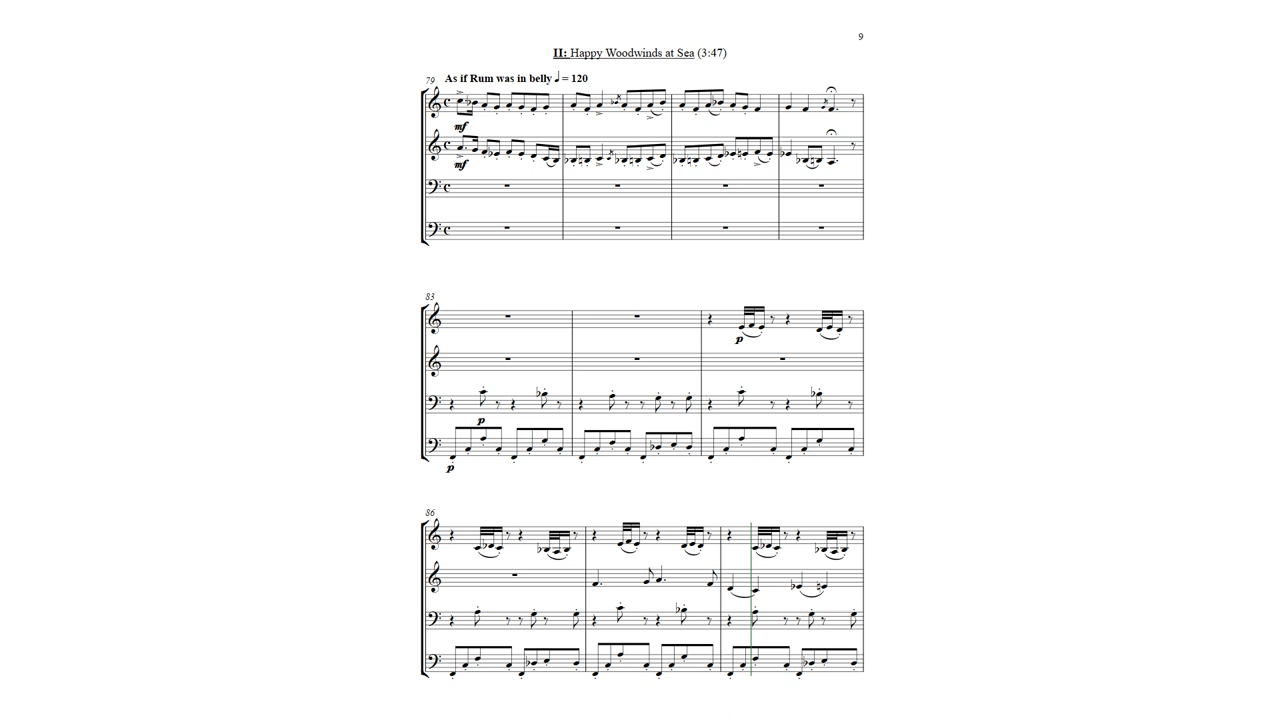 9
II: Happy Woodwinds at Sea (3:47)
79 As if Rum was in belly ♩ = 120
mf
mf
83
p
p
p
86